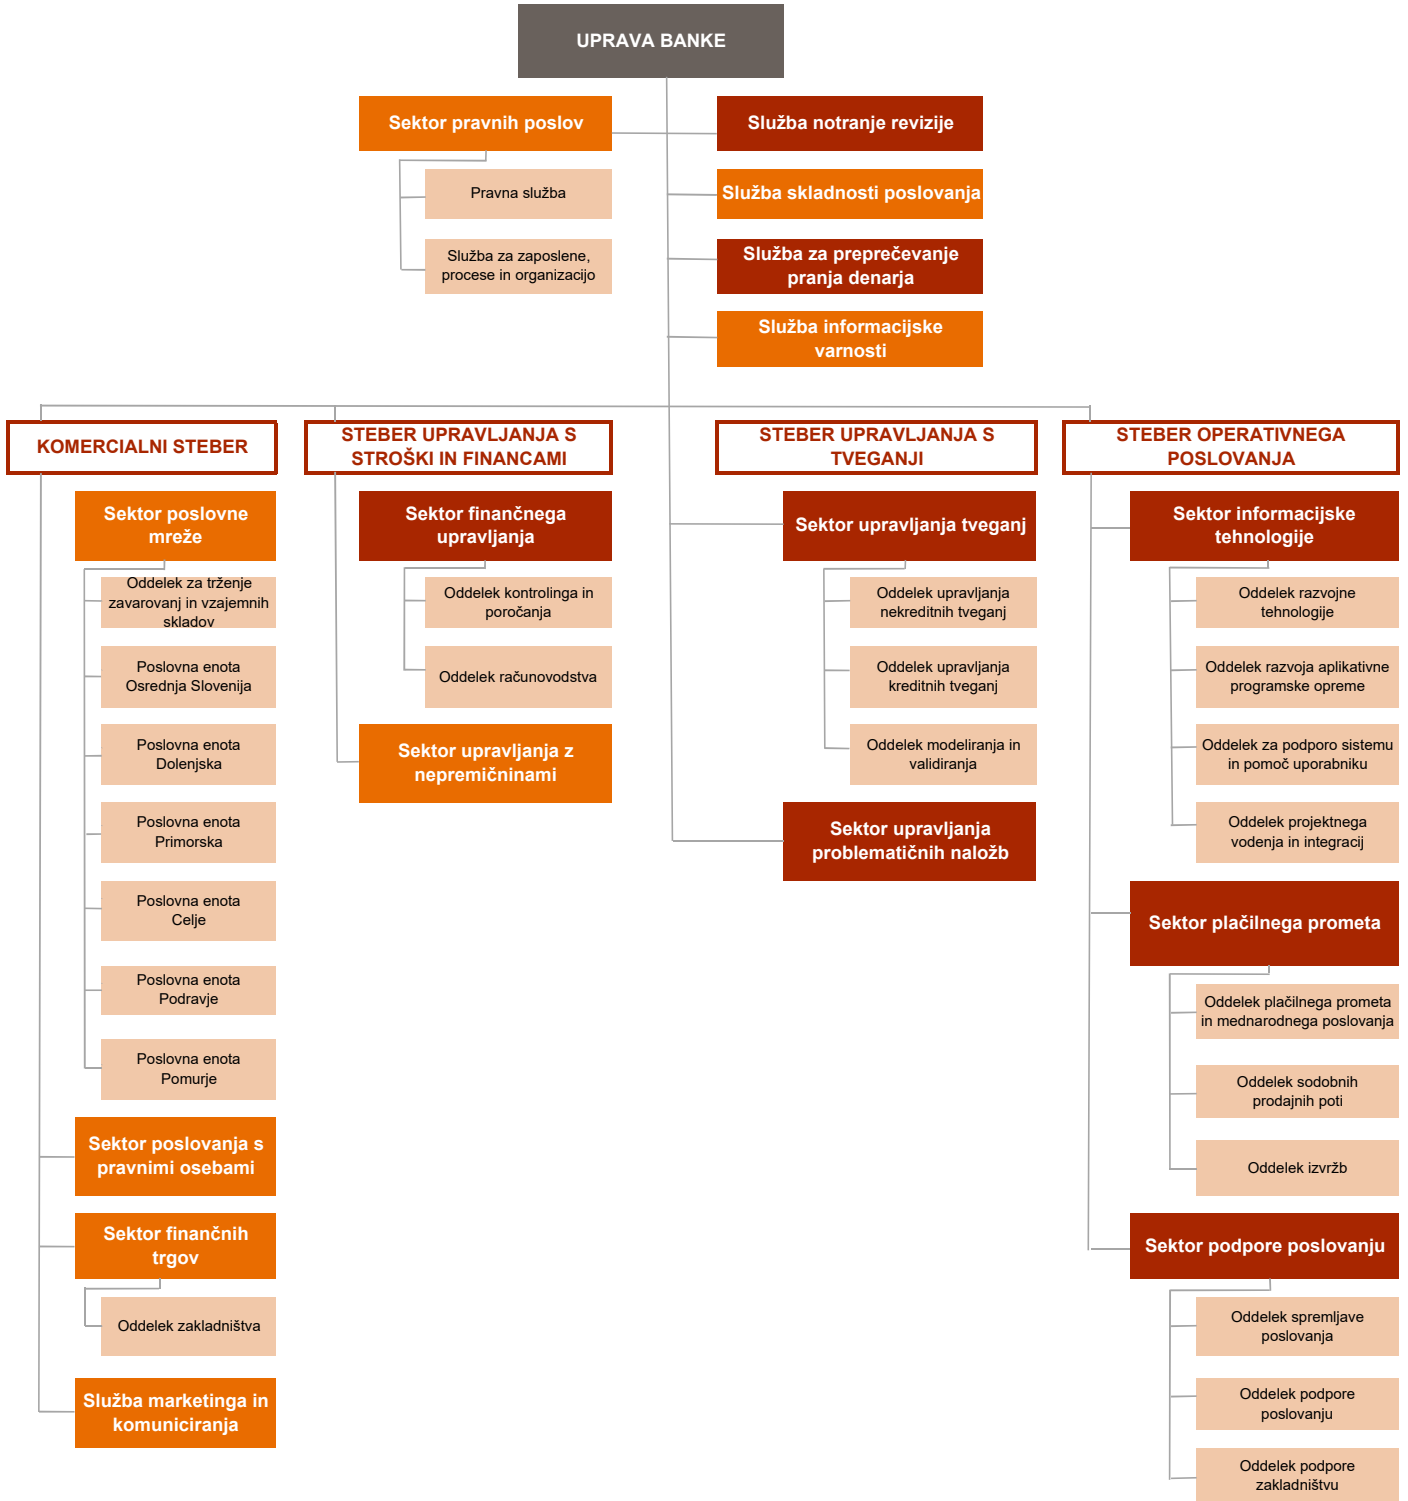 UPRAVA BANKE
Sektor pravnih poslov
Pravna služba
Služba za zaposlene,
procese in organizacijo
Služba notranje revizije
Služba skladnosti poslovanja
Služba za preprečevanje
pranja denarja
Služba informacijske
varnosti
KOMERCIALNI STEBER
Sektor poslovne
mreže
Oddelek za trženje
zavarovanj in vzajemnih
skladov
Poslovna enota
Osrednja Slovenija
Poslovna enota
Dolenjska
Poslovna enota
Primorska
Poslovna enota
Celje
Poslovna enota
Podravje
Poslovna enota
Pomurje
Sektor poslovanja s
pravnimi osebami
Sektor finančnih
trgov
Oddelek zakladništva
Služba marketinga in
komuniciranja
STEBER UPRAVLJANJA S
STROŠKI IN FINANCAMI
Sektor finančnega
upravljanja
Oddelek kontrolinga in
poročanja
Oddelek računovodstva
Sektor upravljanja z
nepremičninami
STEBER UPRAVLJANJA S
TVEGANJI
Sektor upravljanja tveganj
Oddelek upravljanja
nekreditnih tveganj
Oddelek upravljanja
kreditnih tveganj
Oddelek modeliranja in
validiranja
Sektor upravljanja
problematičnih naložb
STEBER OPERATIVNEGA
POSLOVANJA
Sektor informacijske
tehnologije
Oddelek razvojne
tehnologije
Oddelek razvoja aplikativne
programske opreme
Oddelek za podporo sistemu
in pomoč uporabniku
Oddelek projektnega
vodenja in integracij
Sektor plačilnega prometa
Oddelek plačilnega prometa
in mednarodnega poslovanja
Oddelek sodobnih
prodajnih poti
Oddelek izvržb
Sektor podpore poslovanju
Oddelek spremljave
poslovanja
Oddelek podpore
poslovanju
Oddelek podpore
zakladništvu